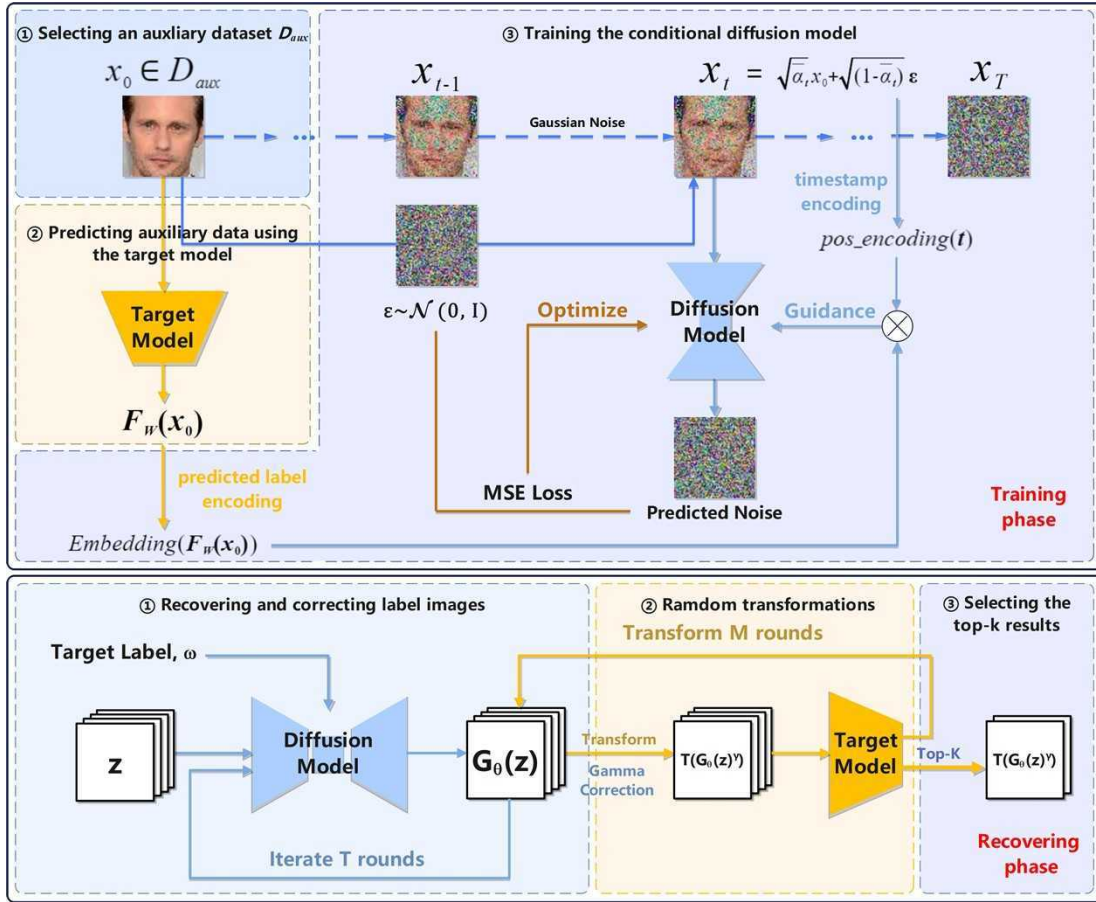 ① Selecting an auxliary dataset D_aux
x_0 ∈ D_aux
③ Training the conditional diffusion model
x_{t-1}
x_t = √ᾱ_t x_0 + √(1-ᾱ_t) ε
x_T
...
Gaussian Noise
...
timestamp
encoding
pos_encoding(t)
② Predicting auxiliary data using
the target model
Target
Model
F_W(x_0)
ε~𝒩(0, I)
Optimize
Diffusion
Model
Guidance
MSE Loss
Predicted Noise
predicted label
encoding
Embedding(F_W(x_0))
Training
phase
① Recovering and correcting label images
Target Label, ω
z
Diffusion
Model
G_θ(z)
Iterate T rounds
② Ramdom transformations
Transform M rounds
Transform
Gamma
Correction
T(G_θ(z)^γ)
Target
Model
③ Selecting the
top-k results
Top-K
T(G_θ(z)^γ)
Recovering
phase